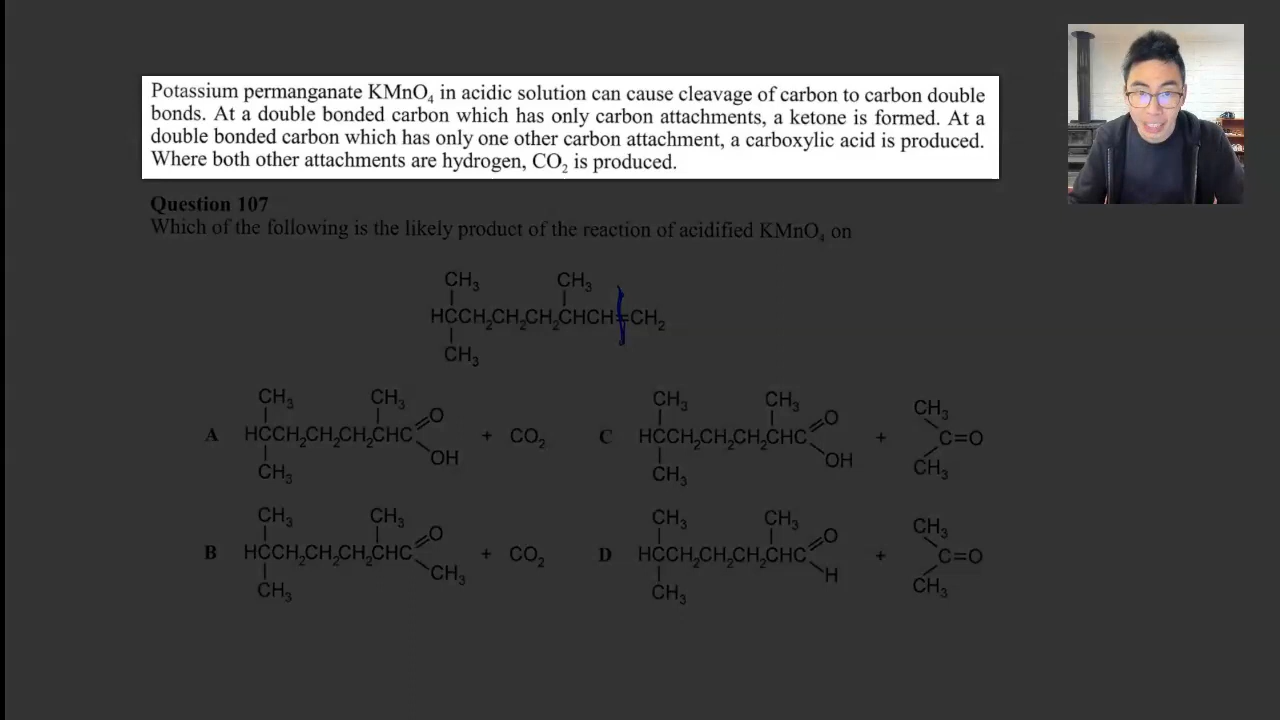 Potassium permanganate KMnO₄ in acidic solution can cause cleavage of carbon to carbon double
bonds. At a double bonded carbon which has only carbon attachments, a ketone is formed. At a
double bonded carbon which has only one other carbon attachment, a carboxylic acid is produced.
Where both other attachments are hydrogen, CO₂ is produced.
Question 107
Which of the following is the likely product of the reaction of acidified KMnO₄ on
CH₃ CH₃
HCCH₂CH₂CH₂CHCH=CH₂
CH₃
CH₃ CH₃ O
A HCCH₂CH₂CH₂CHC + CO₂
OH
CH₃
CH₃ CH₃ O CH₃
C HCCH₂CH₂CH₂CHC + C=O
OH
CH₃ CH₃
CH₃ CH₃ O
B HCCH₂CH₂CH₂CHC + CO₂
CH₃
CH₃
CH₃ CH₃ O CH₃
D HCCH₂CH₂CH₂CHC + C=O
H
CH₃ CH₃